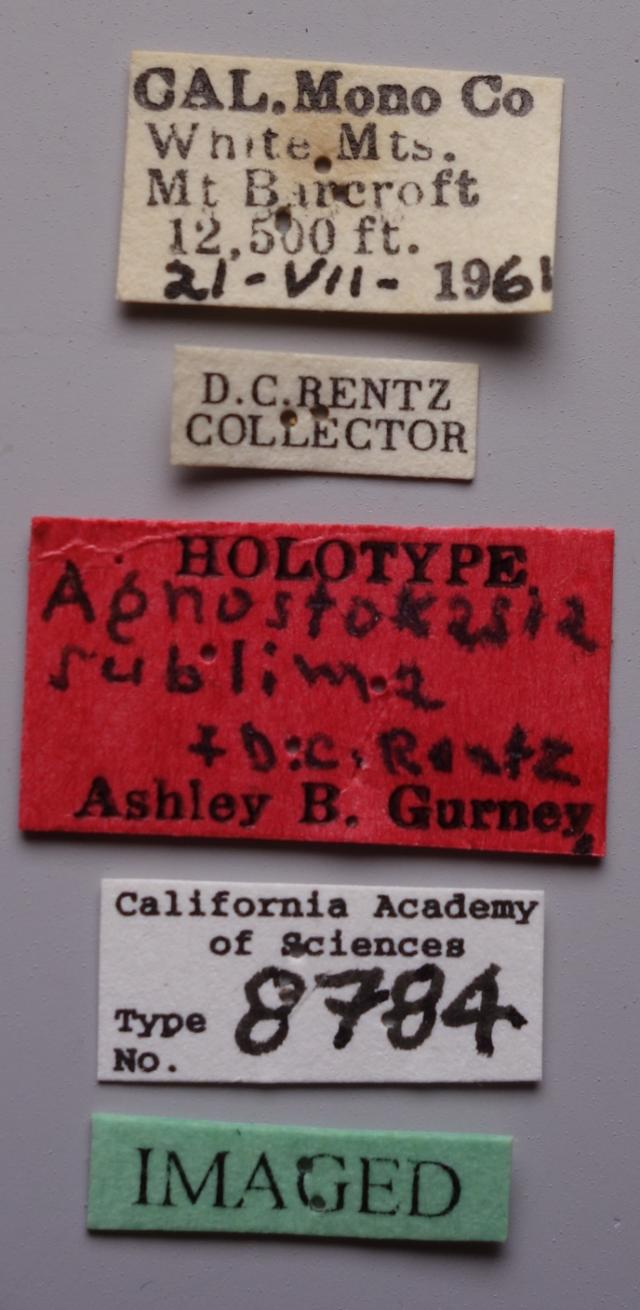 CAL. Mono Co
White Mts.
Mt Barcroft
12,500 ft.
21-VII- 1961
D.C.RENTZ
COLLECTOR
HOLOTYPE
Agnostokasia
sublima
+ D.C. Rentz
Ashley B. Gurney
California Academy
of Sciences
Type
No. 8784
IMAGED